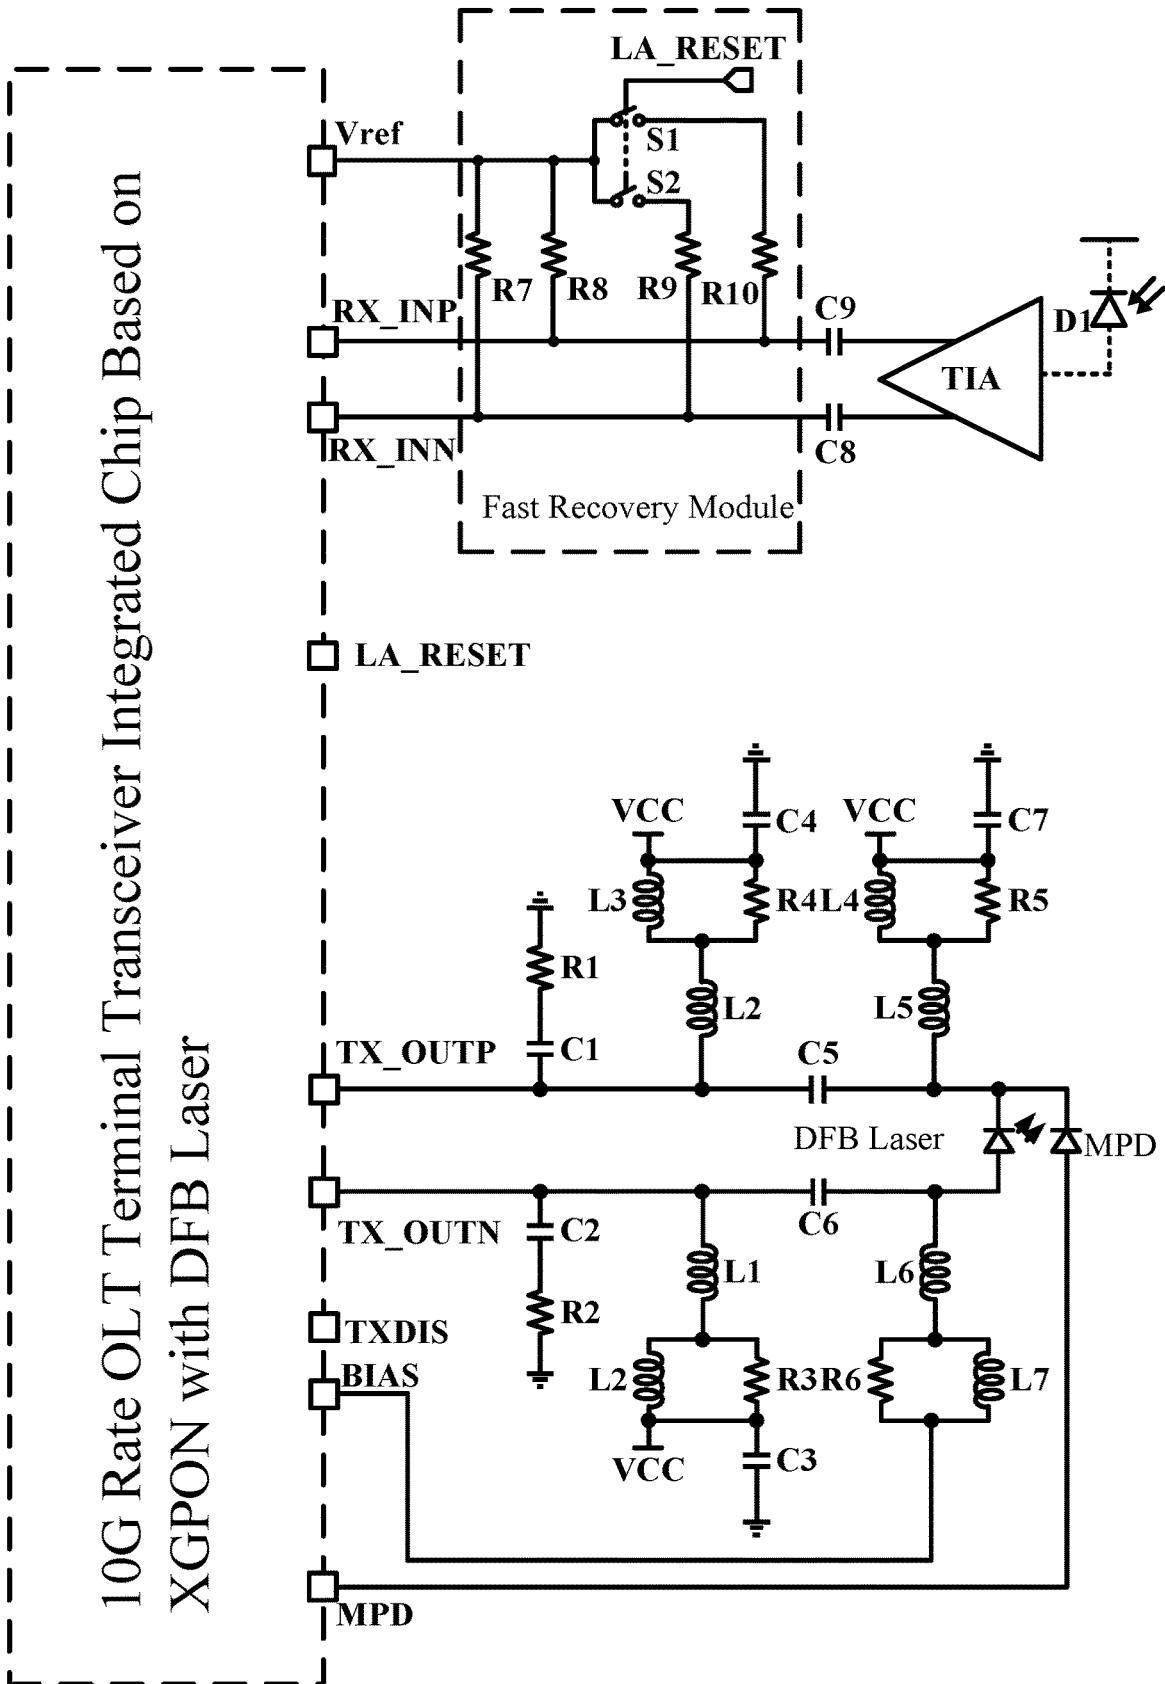 10G Rate OLT Terminal Transceiver Integrated Chip Based on
XGPON with DFB Laser
LA_RESET
Vref
S1
S2
R7
R8
R9
R10
RX_INP
C9
D1
TIA
RX_INN
C8
Fast Recovery Module
LA_RESET
VCC
C4
VCC
C7
L3
R4
L4
R5
R1
L2
L5
TX_OUTP
C1
C5
DFB Laser
MPD
TX_OUTN
C2
C6
L1
L6
R2
TXDIS
BIAS
L2
R3
R6
L7
VCC
C3
MPD